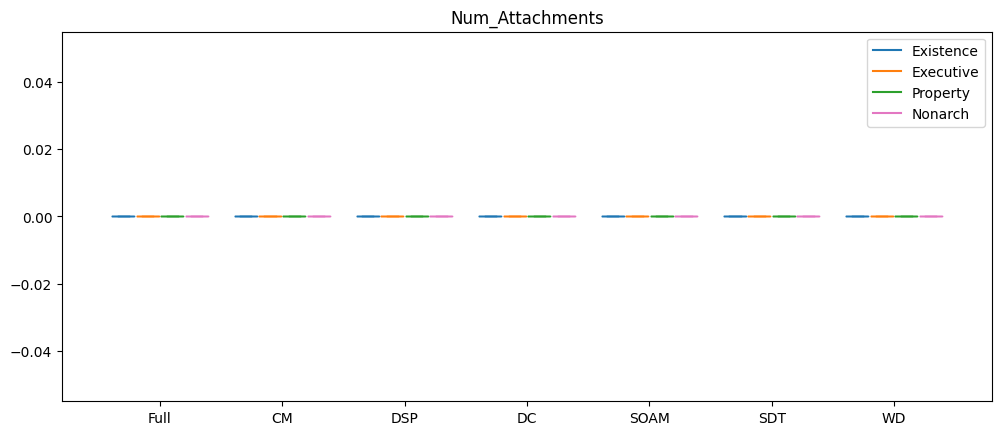 Num_Attachments
Existence
Executive
Property
Nonarch
0.04
0.02
0.00
−0.02
−0.04
Full CM DSP DC SOAM SDT WD